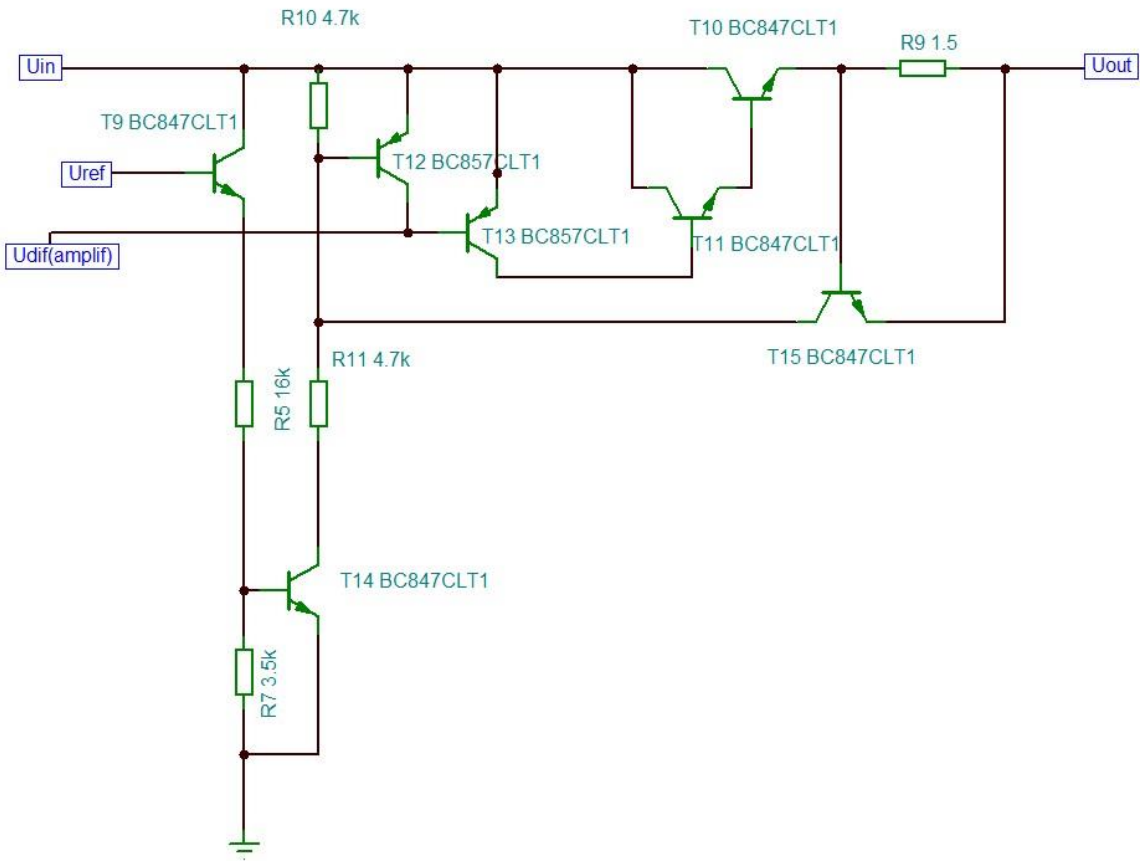 R10 4.7k
T10 BC847CLT1
R9 1.5
Uin
Uout
T9 BC847CLT1
T12 BC857CLT1
Uref
T13 BC857CLT1
T11 BC847CLT1
Udif(amplif)
R11 4.7k
T15 BC847CLT1
R5 16k
T14 BC847CLT1
R7 3.5k